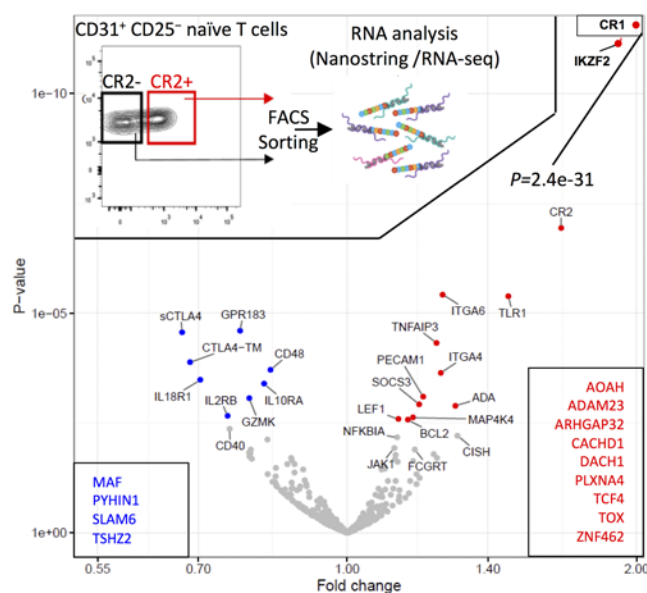 CD31⁺ CD25⁻ naïve T cells
CR2- CR2+
FACS
Sorting
RNA analysis
(Nanostring /RNA-seq)
CR1
IKZF2
P=2.4e-31
CR2
ITGA6
TLR1
TNFAIP3
ITGA4
PECAM1
SOCS3
ADA
LEF1
MAP4K4
NFKBIA
BCL2
CISH
JAK1
FCGRT
sCTLA4
GPR183
CTLA4-TM
CD48
IL18R1
IL2RB
IL10RA
GZMK
CD40
MAF
PYHIN1
SLAM6
TSHZ2
AOAH
ADAM23
ARHGAP32
CACHD1
DACH1
PLXNA4
TCF4
TOX
ZNF462
P-value
1e-10
1e-05
1e+00
0.55 0.70 1.00 1.40 2.00
Fold change